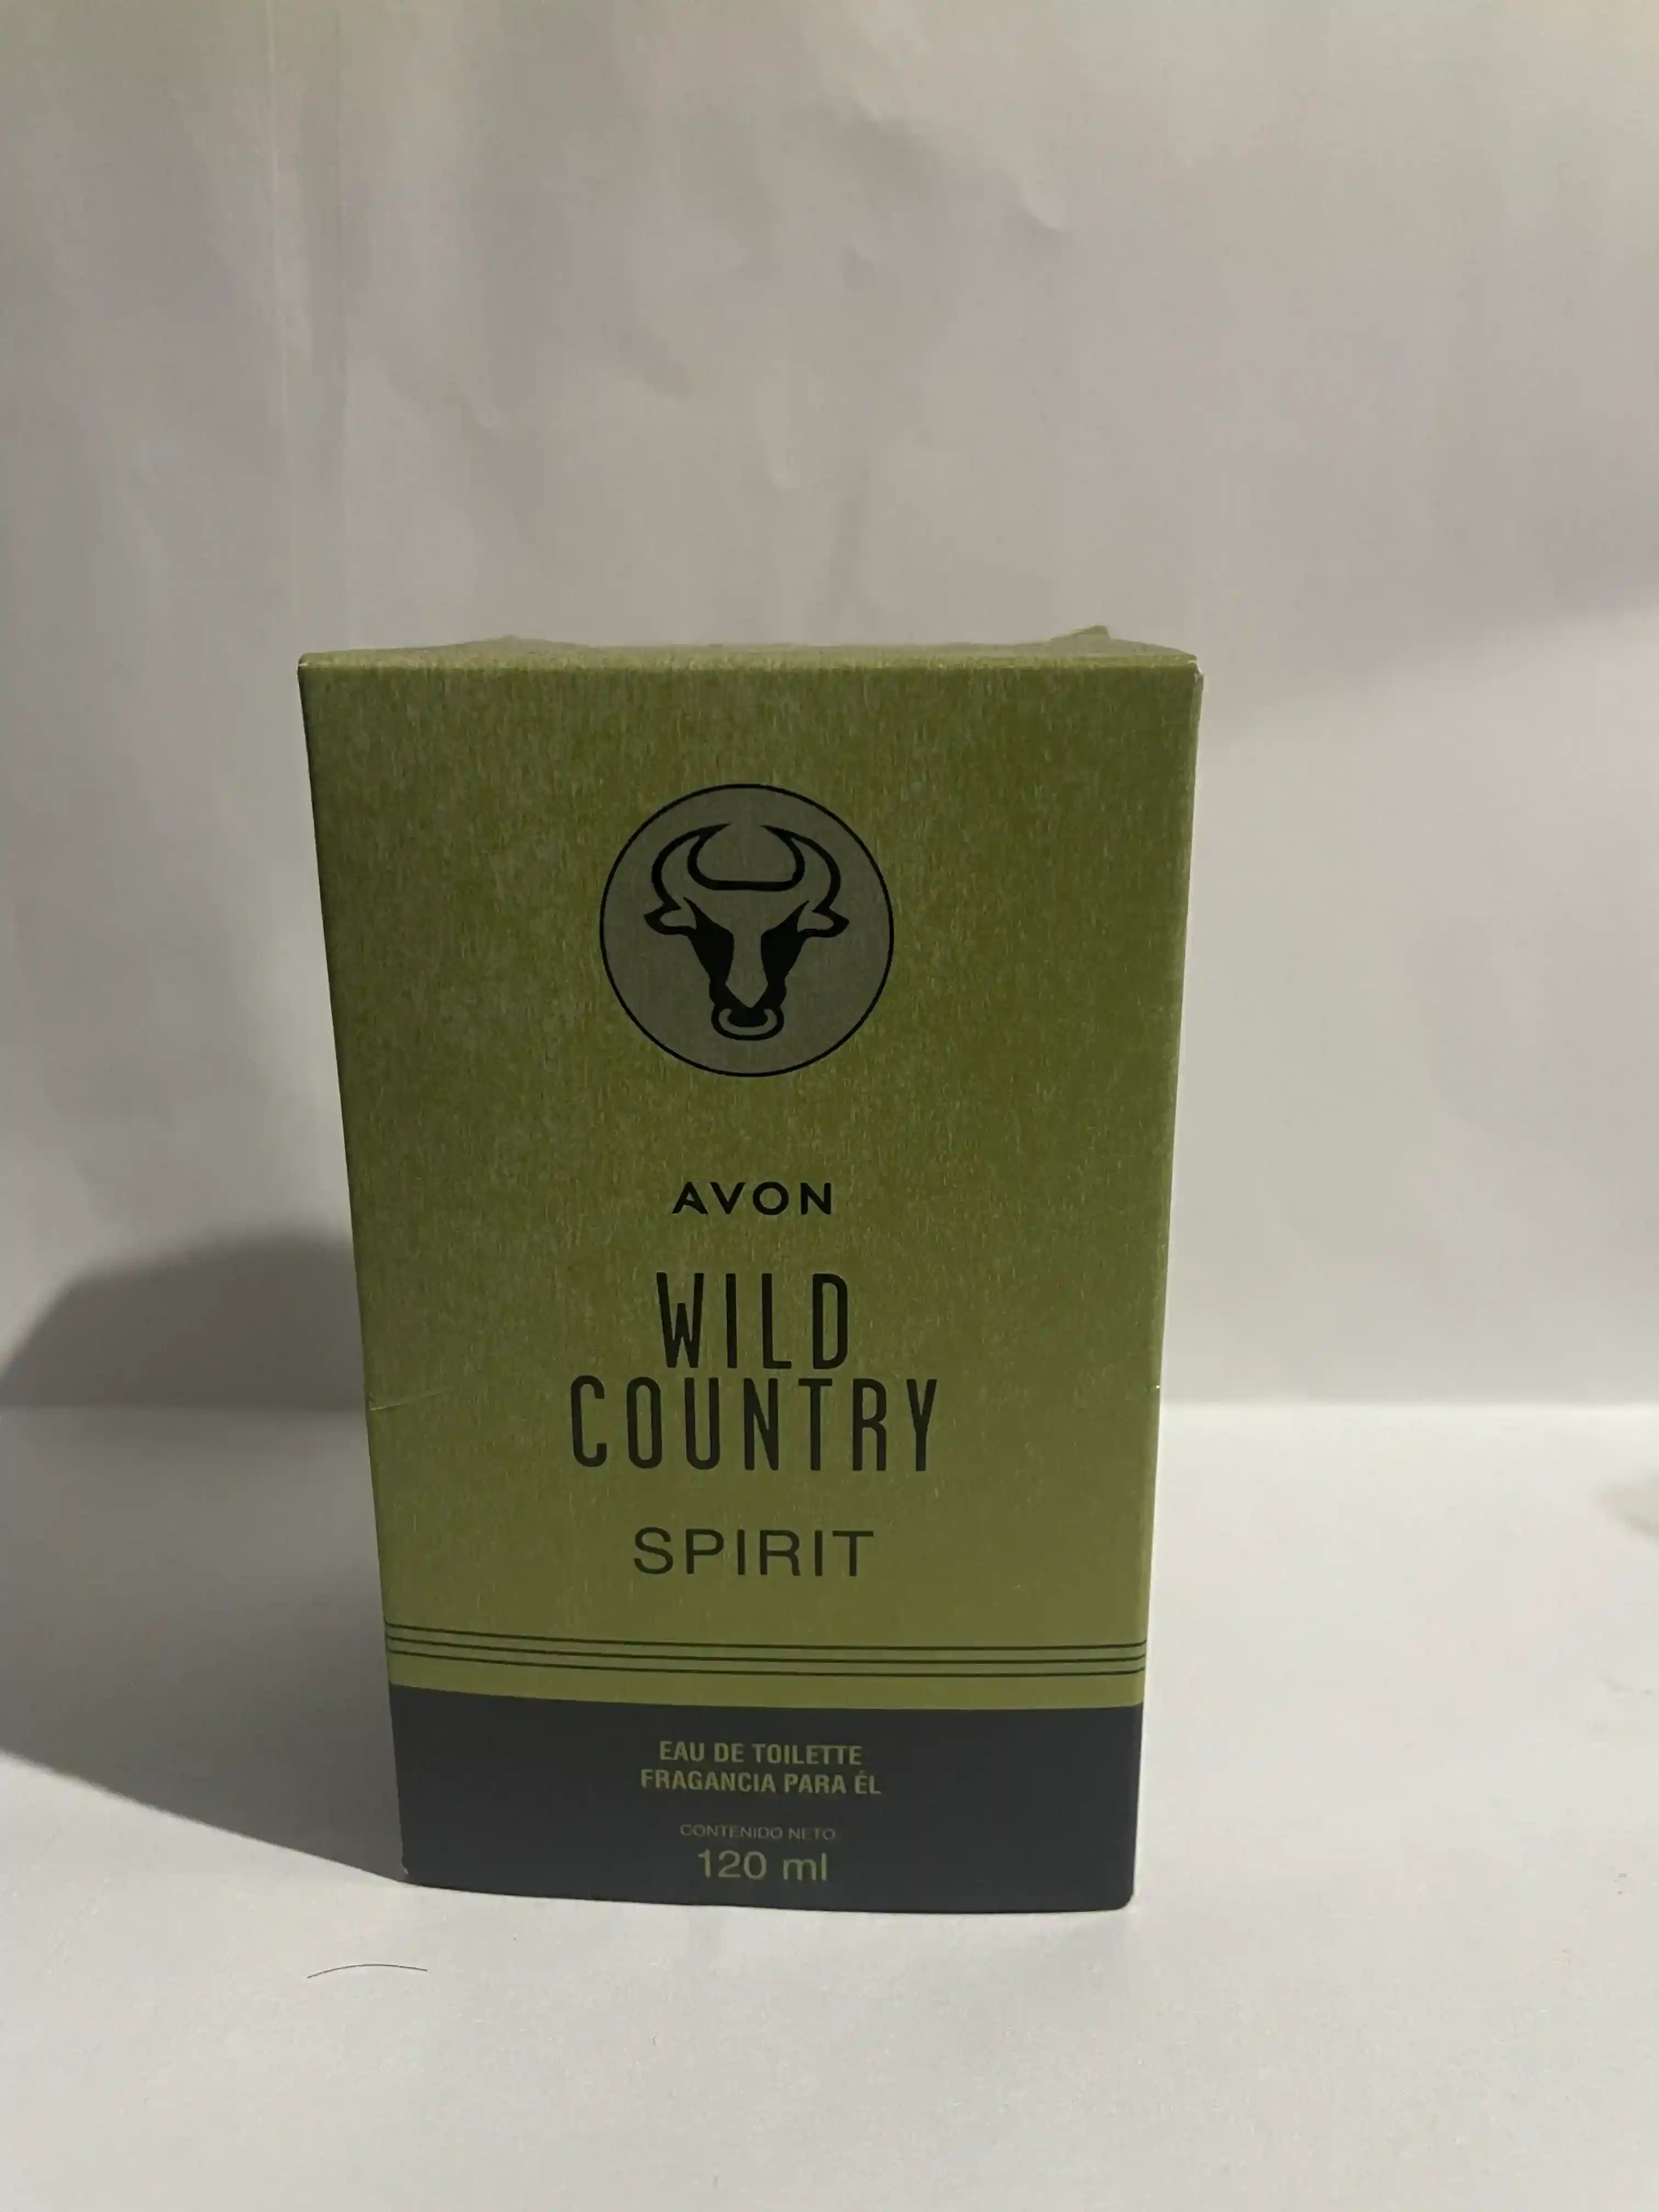 AVON
WILD
COUNTRY
SPIRIT
EAU DE TOILETTE
FRAGANCIA PARA ÉL
CONTENIDO NETO
120 ml